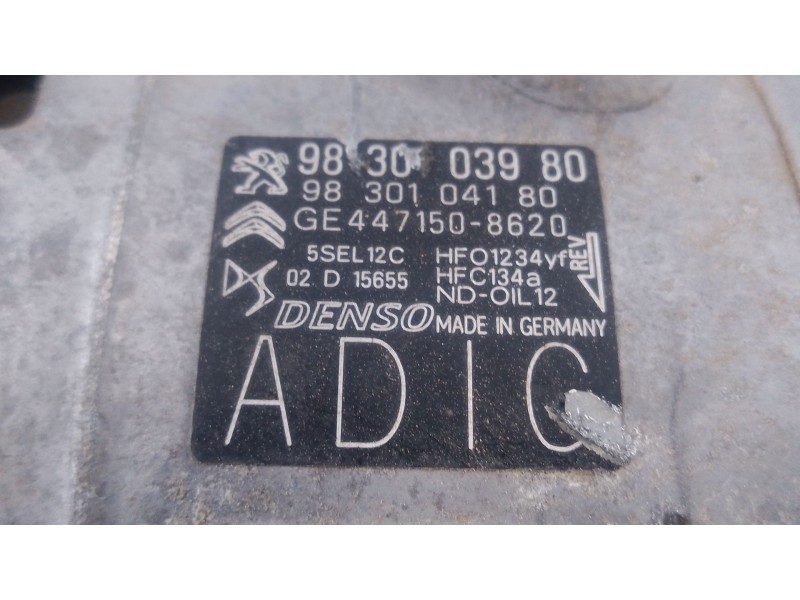 98 301 039 80
98 301 041 80
GE447150-8620
5SEL12C HFO1234yf
02 D 15655 HFC134a
ND-OIL12
REV
DENSO MADE IN GERMANY
ADIC